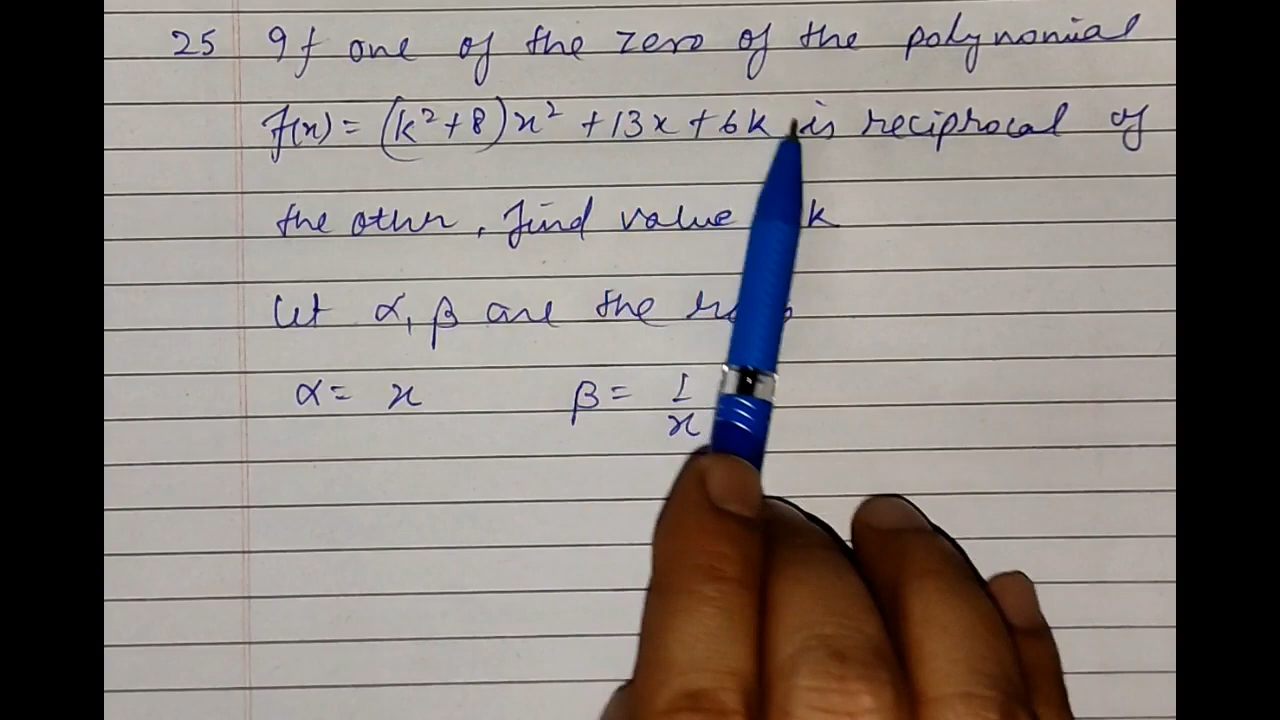 25 If one of the zero of the polynomial
f(x) = (k²+8)x² + 13x + 6k is reciprocal of
the other, find value k
Let α, β are the
α = x β = 1/x